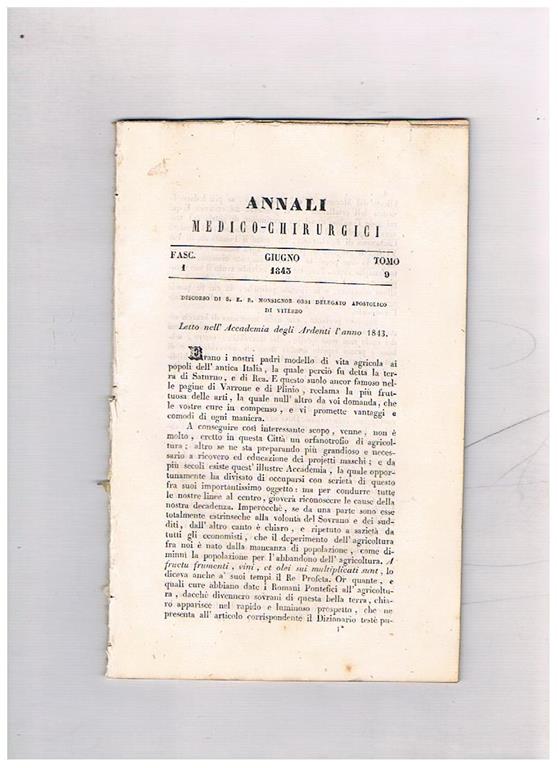 ANNALI
MEDICO-CHIRURGICI
FASC. GIUGNO TOMO
1 1843 9
DISCORSO DI S. E. R. MONSIGNOR OSSI DELEGATO APOSTOLICO
DI VITERBO
Letto nell' Accademia degli Ardenti l'anno 1843.
Erano i nostri padri modello di vita agricola ai
popoli dell' antica Italia, la quale perciò fu detta la ter-
ra di Saturno, e di Rea. E questo suolo ancor famoso nel-
le pagine di Varrone e di Plinio, reclama la più frut-
tuosa delle arti, la quale null' altro da voi domanda, che
le vostre cure in compenso, e vi promette vantaggi e
comodi di ogni maniera.
A conseguire così interessante scopo, venne, non è
molto, eretto in questa Città un orfanotrofio di agricol-
tura; altro se ne sta preparando più grandioso e neces-
sario a ricovero ed educazione dei projetti maschi; e da
più secoli esiste quest' illustre Accademia, la quale oppor-
tunamente ha divisato di occuparsi con serietà di questo
fra suoi importantissimo oggetto: ma per condurre tutte
le nostre linee al centro, gioverà riconoscere le cause della
nostra decadenza. Imperocchè, se da una parte sono esse
totalmente estrinseche alla volontà del Sovrano e dei sud-
diti, dall' altro canto è chiaro, e ripetuto a sazietà da
tutti gli economisti, che il deperimento dell' agricoltura
fra noi è nato dalla mancanza di popolazione, come di-
minuì la popolazione per l'abbandono dell' agricoltura. A
fructu frumenti, vini, et olei sui multiplicati sunt, lo
diceva anche a' suoi tempi il Re Profeta. Or quante, e
quali cure abbiano date i Romani Pontefici all' agricoltu-
ra, dacchè divennero sovrani di questa bella terra, chia-
ro apparisce nel rapido e luminoso prospetto, che ne
presenta all' articolo corrispondente il Dizionario testè pu-
1*